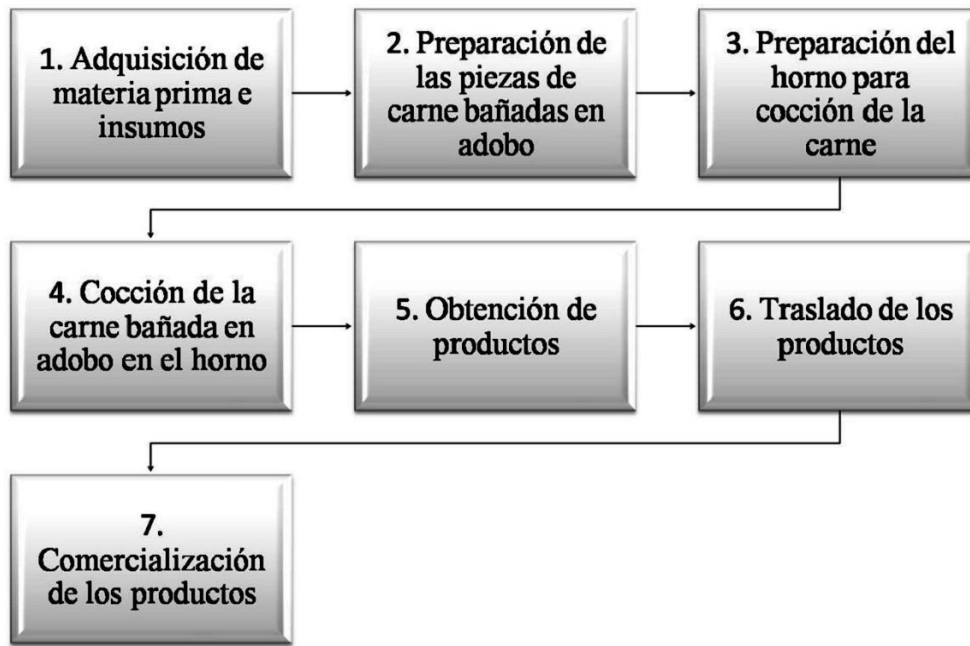 1. Adquisición de
materia prima e
insumos
2. Preparación de
las piezas de
carne bañadas en
adobo
3. Preparación del
horno para
cocción de la
carne
4. Cocción de la
carne bañada en
adobo en el horno
5. Obtención de
productos
6. Traslado de los
productos
7.
Comercialización
de los productos